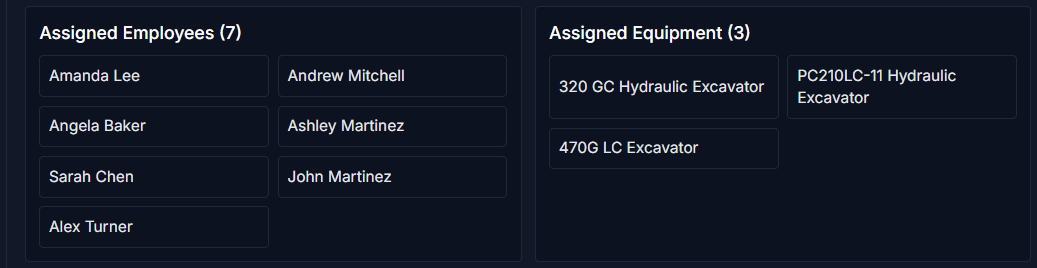 Assigned Employees (7)
Amanda Lee
Andrew Mitchell
Angela Baker
Ashley Martinez
Sarah Chen
John Martinez
Alex Turner
Assigned Equipment (3)
320 GC Hydraulic Excavator
PC210LC-11 Hydraulic
Excavator
470G LC Excavator